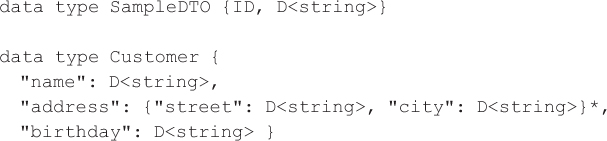 data type SampleDTO {ID, D<string>}
data type Customer {
"name": D<string>,
"address": {"street": D<string>, "city": D<string>}*,
"birthday": D<string> }